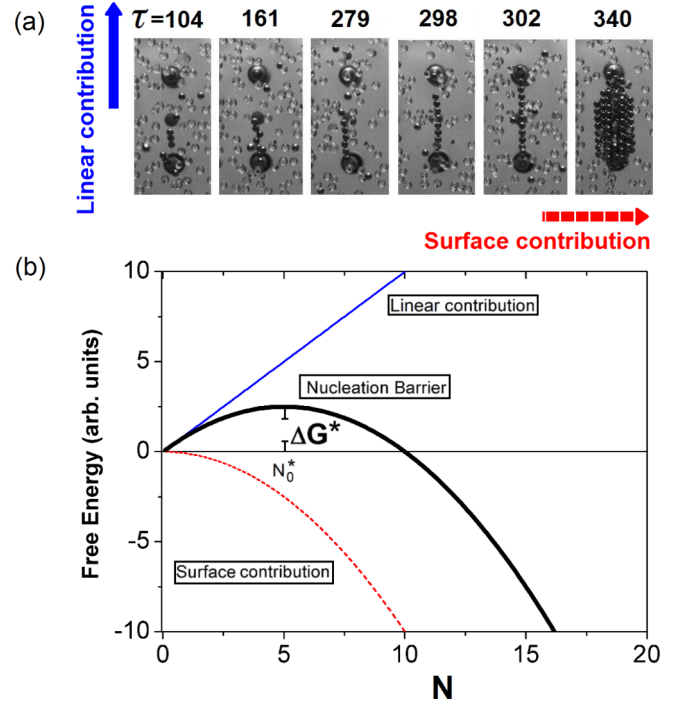 (a)
τ =104 161 279 298 302 340
Linear contribution
Surface contribution
(b)
Free Energy (arb. units)
10
5
0
-5
-10
Linear contribution
Nucleation Barrier
ΔG*
N₀*
Surface contribution
0 5 10 15 20
N